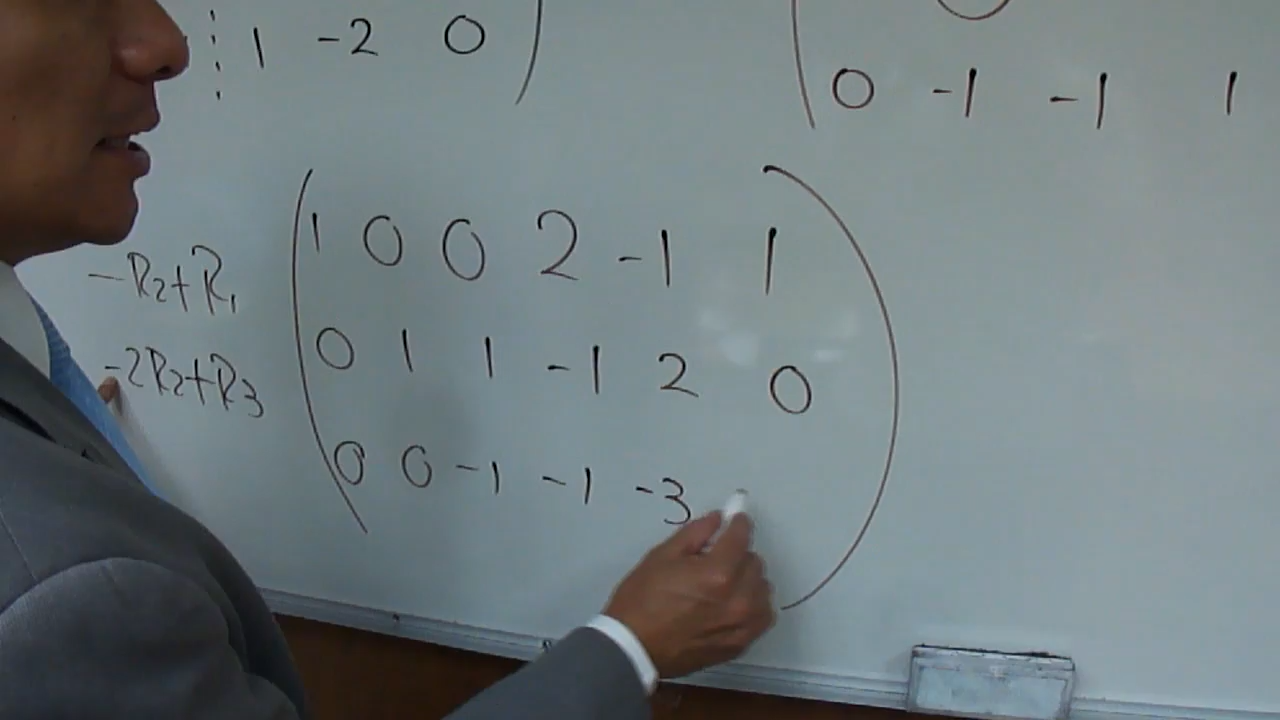 1 -2 0
0 -1 -1 1
1 0 0 2 -1 1
-R₂+R₁
0 1 1 -1 2 0
-2R₂+R₃
0 0 -1 -1 -3